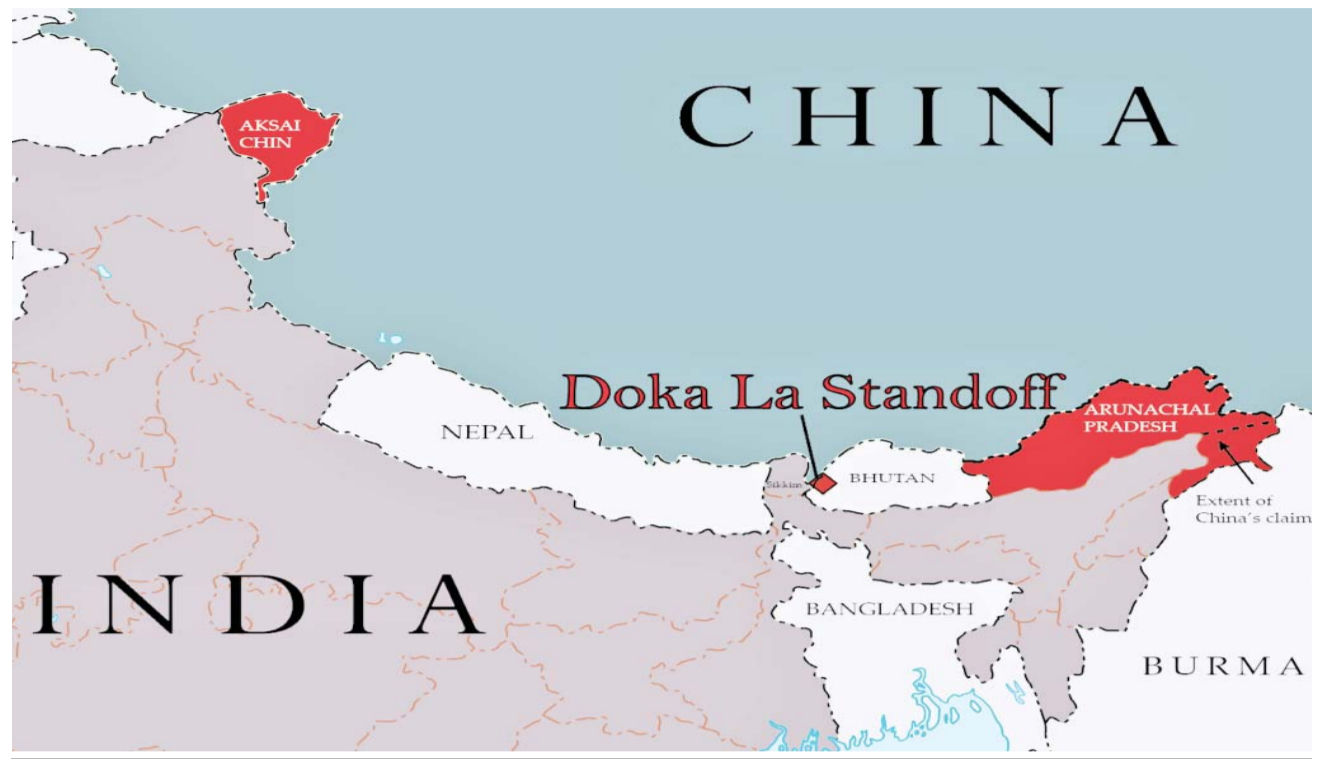 CHINA
AKSAI
CHIN
Doka La Standoff
ARUNACHAL
PRADESH
NEPAL
Sikkim
BHUTAN
Extent of
China's claim
INDIA
BANGLADESH
BURMA